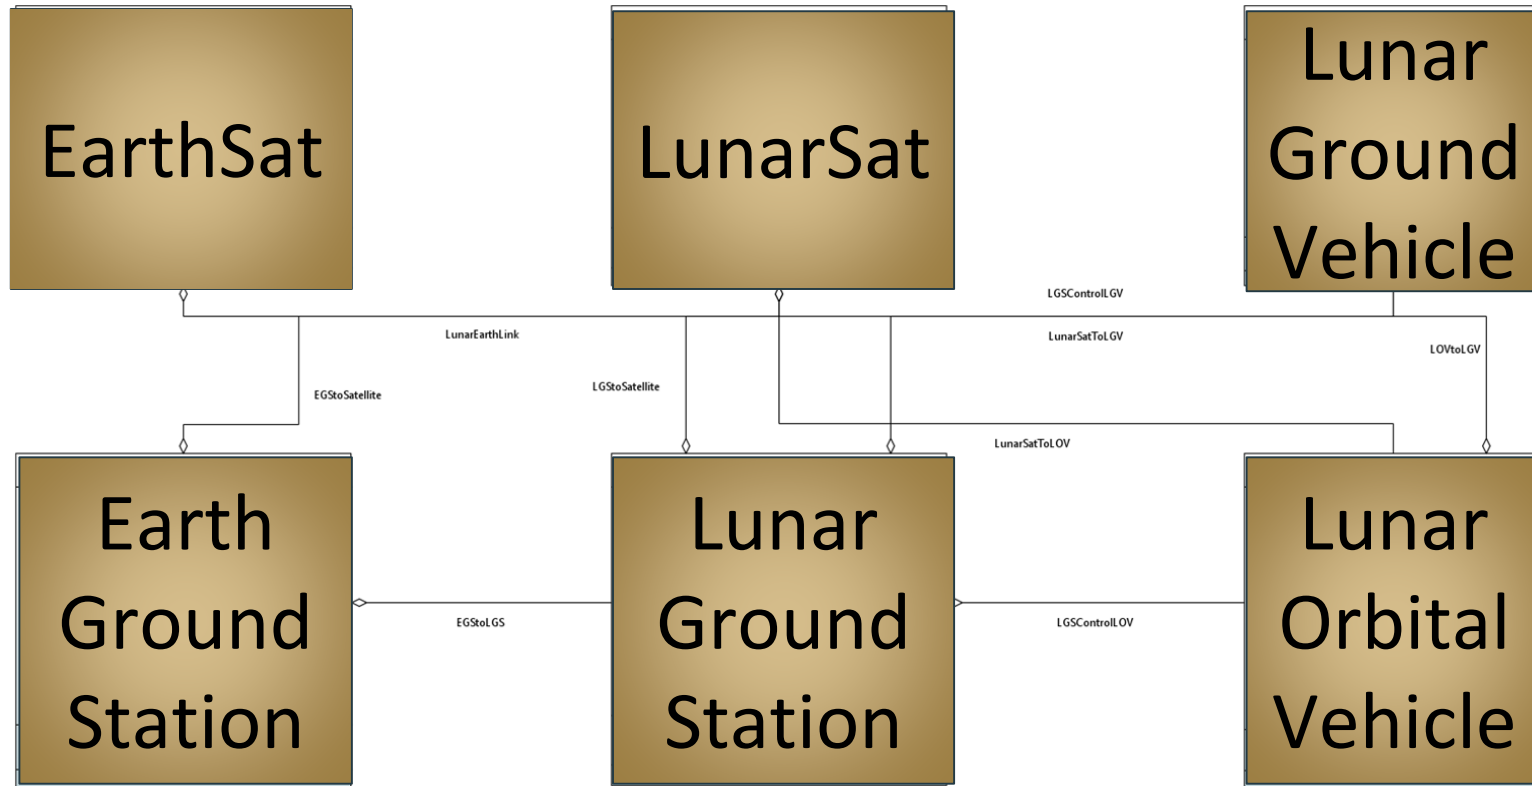 EarthSat
LunarSat
Lunar
Ground
Vehicle
LGSControlLGV
LunarEarthLink
LunarSatToLGV
LOVtoLGV
EGStoSatellite
LGStoSatellite
LunarSatToLOV
Earth
Ground
Station
Lunar
Ground
Station
Lunar
Orbital
Vehicle
EGStoLGS
LGSControlLOV